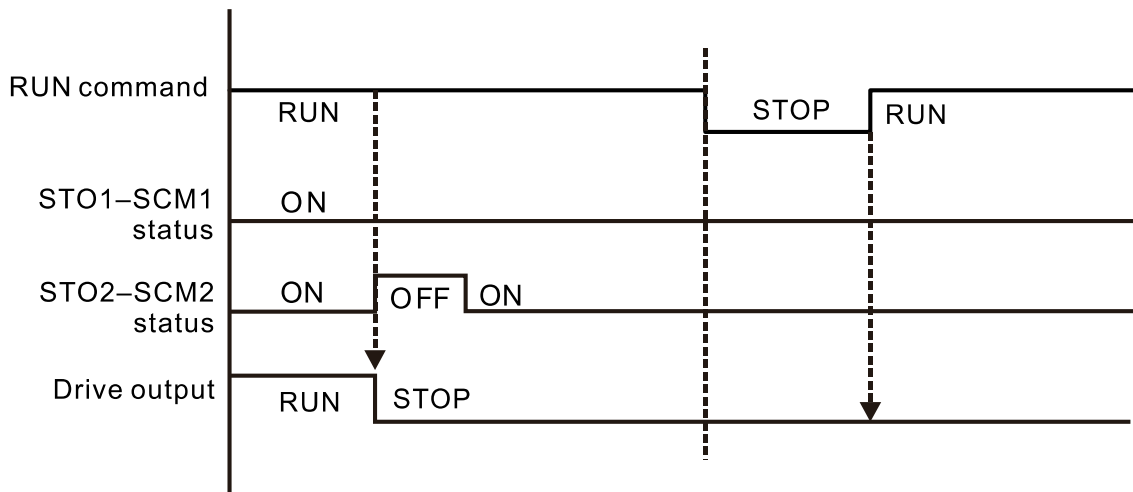 RUN command
RUN
STOP
RUN
STO1–SCM1
status
ON
STO2–SCM2
status
ON
OFF
ON
Drive output
RUN
STOP